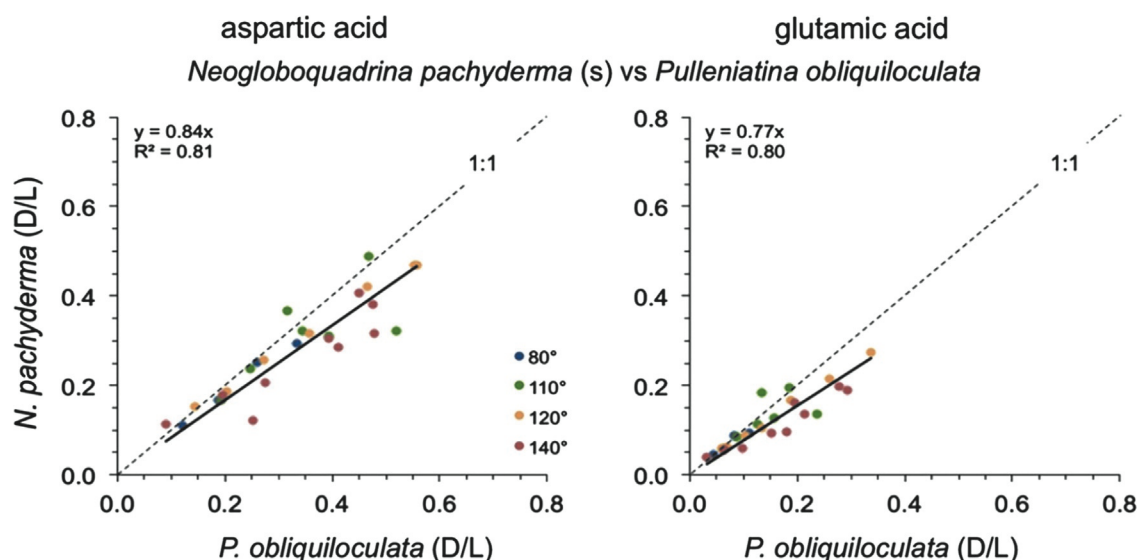 aspartic acid
glutamic acid
Neogloboquadrina pachyderma (s) vs Pulleniatina obliquiloculata
y = 0.84x
R² = 0.81
1:1
0.8
0.6
0.4
0.2
0.0
N. pachyderma (D/L)
80°
110°
120°
140°
0.0 0.2 0.4 0.6 0.8
P. obliquiloculata (D/L)
y = 0.77x
R² = 0.80
1:1
0.8
0.6
0.4
0.2
0.0
0.0 0.2 0.4 0.6 0.8
P. obliquiloculata (D/L)